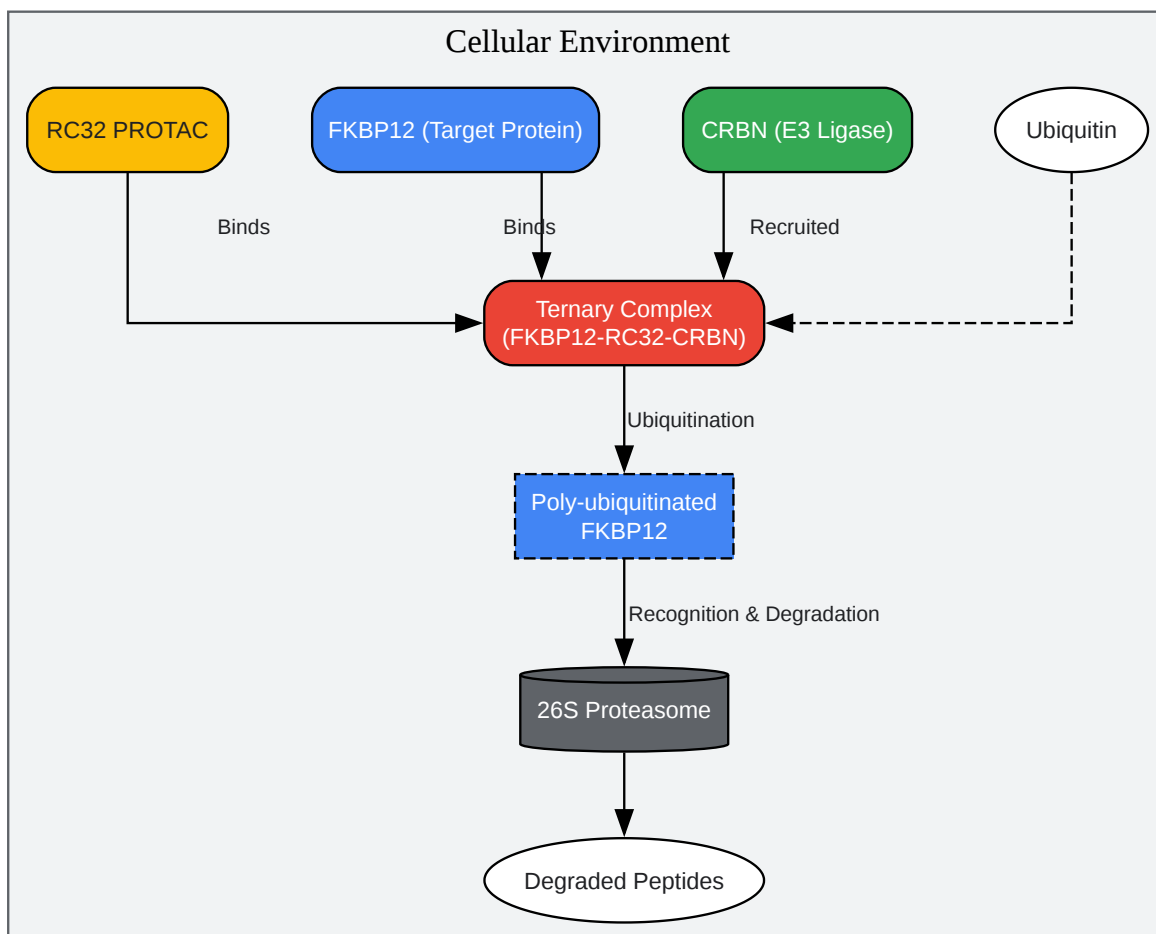 Cellular Environment
RC32 PROTAC
FKBP12 (Target Protein)
CRBN (E3 Ligase)
Ubiquitin
Binds
Binds
Recruited
Ternary Complex
(FKBP12-RC32-CRBN)
Ubiquitination
Poly-ubiquitinated
FKBP12
Recognition & Degradation
26S Proteasome
Degraded Peptides